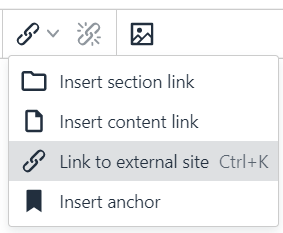 Insert section link
Insert content link
Link to external site Ctrl+K
Insert anchor